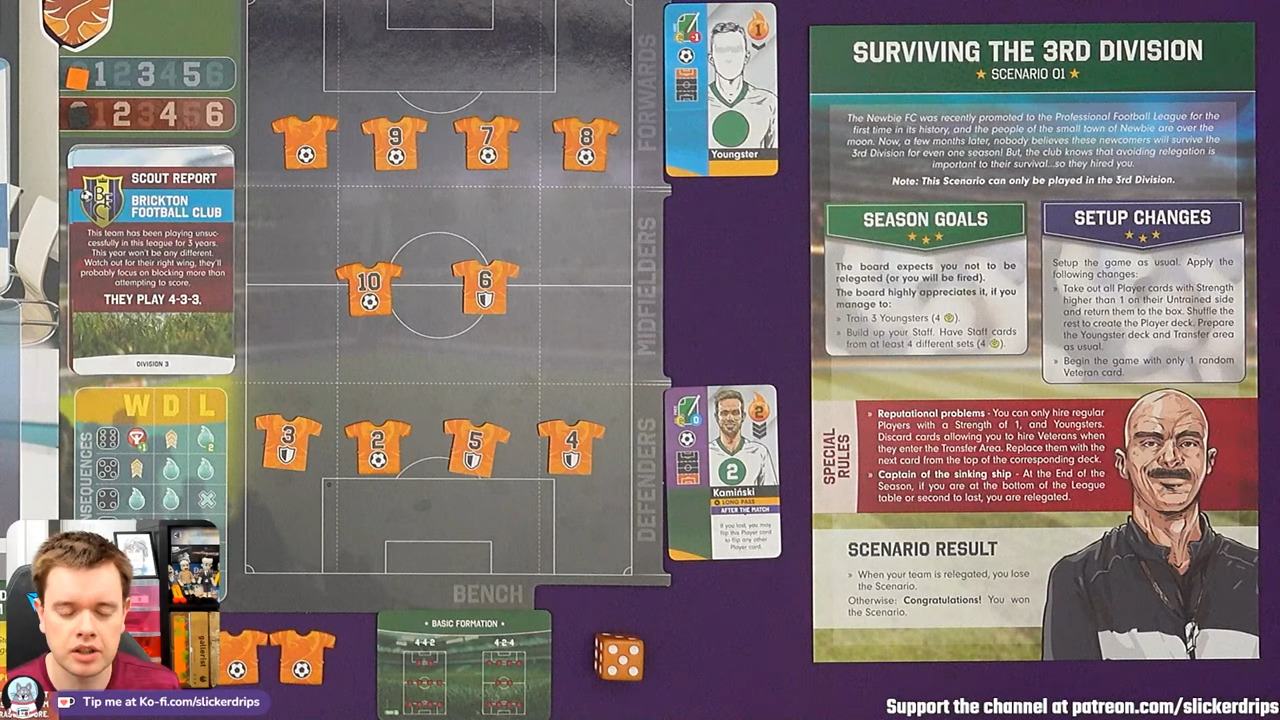 1 2 3 4 5 6
2 3 4 5 6
SCOUT REPORT
BRICKTON
FOOTBALL CLUB
This team has been playing unsuc-
cessfully in this league for 3 years.
This year won't be any different.
Watch out for their right wing, they'll
probably focus on blocking more than
attempting to score.
THEY PLAY 4-3-3.
DIVISION 3
W D L
2
9
7
8
10
6
3
2
5
4
FORWARDS
MIDFIELDERS
DEFENDERS
BENCH
-1
1
Youngster
0
2
2
Kamiński
LONG PASS
AFTER THE MATCH
If you lost, you may
flip this Player card
to flip any other
Player card.
BASIC FORMATION
4-4-2 4-2-4
SURVIVING THE 3RD DIVISION
SCENARIO 01
The Newbie FC was recently promoted to the Professional Football League for the
first time in its history, and the people of the small town of Newbie are over the
moon. Now, a few months later, nobody believes these newcomers will survive the
3rd Division for even one season! But, the club knows that avoiding relegation is
important to their survival...so they hired you.
Note: This Scenario can only be played in the 3rd Division.
SEASON GOALS
The board expects you not to be
relegated (or you will be fired).
The board highly appreciates it, if you
manage to:
» Train 3 Youngsters (4 ).
» Build up your Staff. Have Staff cards
from at least 4 different sets (4 ).
SETUP CHANGES
Setup the game as usual. Apply the
following changes:
» Take out all Player cards with Strength
higher than 1 on their Untrained side
and return them to the box. Shuffle the
rest to create the Player deck. Prepare
the Youngster deck and Transfer area
as usual.
» Begin the game with only 1 random
Veteran card.
SPECIAL
RULES
» Reputational problems - You can only hire regular
Players with a Strength of 1, and Youngsters.
Discard cards allowing you to hire Veterans when
they enter the Transfer Area. Replace them with the
next card from the top of the corresponding deck.
» Captain of the sinking ship - At the End of the
Season, if you are at the bottom of the League
table or second to last, you are relegated.
SCENARIO RESULT
» When your team is relegated, you lose
the Scenario.
Otherwise: Congratulations! You won
the Scenario.
gallerist
Tip me at Ko-fi.com/slickerdrips
Support the channel at patreon.com/slickerdrips